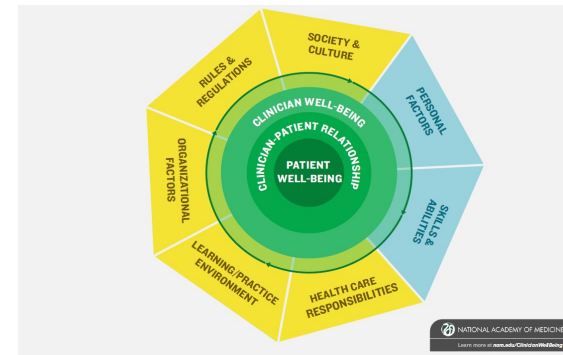 SOCIETY &
CULTURE
RULES &
REGULATIONS
PERSONAL
FACTORS
CLINICIAN WELL-BEING
CLINICIAN-PATIENT RELATIONSHIP
PATIENT
WELL-BEING
ORGANIZATIONAL
FACTORS
SKILLS &
ABILITIES
LEARNING/PRACTICE
ENVIRONMENT
HEALTH CARE
RESPONSIBILITIES
NATIONAL ACADEMY OF MEDICINE
Learn more at nam.edu/ClinicianWellBeing